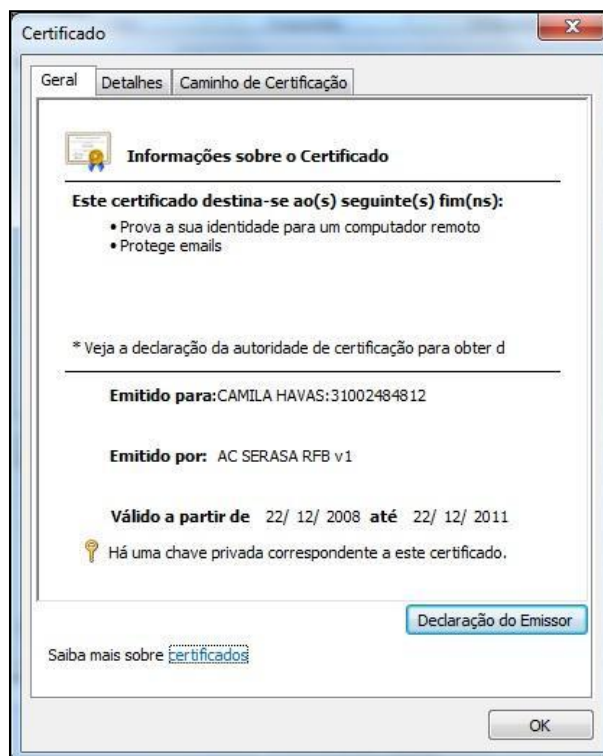 Certificado
Geral Detalhes Caminho de Certificação
Informações sobre o Certificado
Este certificado destina-se ao(s) seguinte(s) fim(ns):
• Prova a sua identidade para um computador remoto
• Protege emails
* Veja a declaração da autoridade de certificação para obter d
Emitido para:CAMILA HAVAS:31002484812
Emitido por: AC SERASA RFB v1
Válido a partir de 22/ 12/ 2008 até 22/ 12/ 2011
Há uma chave privada correspondente a este certificado.
Declaração do Emissor
Saiba mais sobre certificados
OK